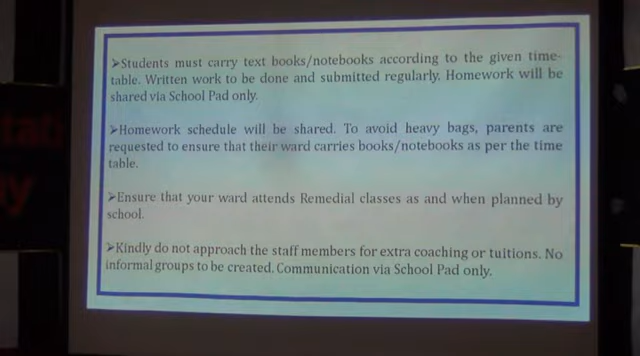 ➢Students must carry text books/notebooks according to the given time-
table. Written work to be done and submitted regularly. Homework will be
shared via School Pad only.
➢Homework schedule will be shared. To avoid heavy bags, parents are
requested to ensure that their ward carries books/notebooks as per the time
table.
➢Ensure that your ward attends Remedial classes as and when planned by
school.
➢Kindly do not approach the staff members for extra coaching or tuitions. No
informal groups to be created. Communication via School Pad only.